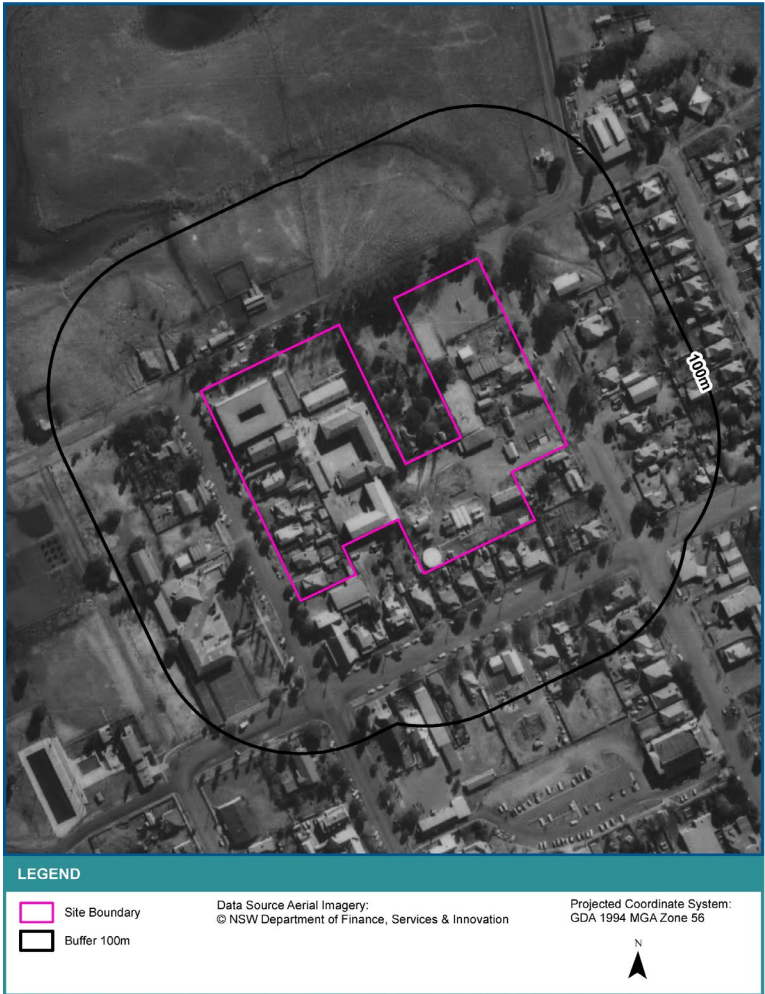 100m
LEGEND
Site Boundary
Buffer 100m
Data Source Aerial Imagery:
© NSW Department of Finance, Services & Innovation
Projected Coordinate System:
GDA 1994 MGA Zone 56
N